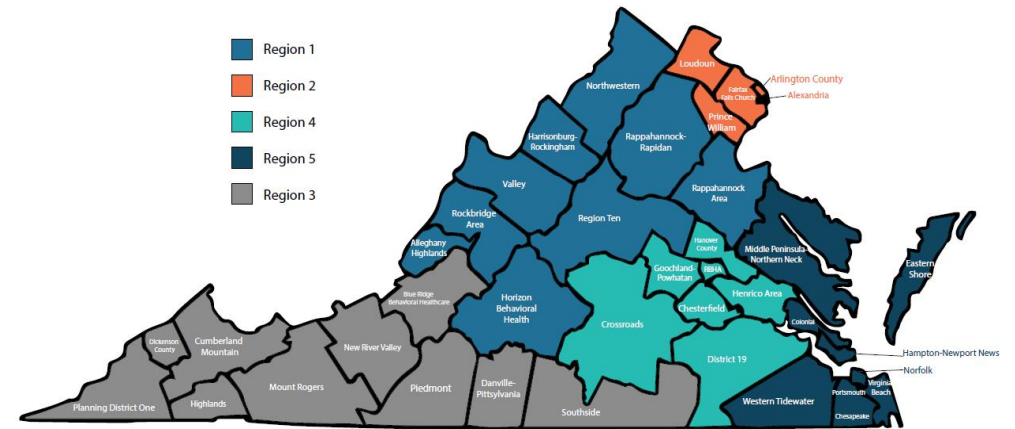 Region 1
Region 2
Region 4
Region 5
Region 3
Loudoun
Arlington County
Fairfax
Falls Church
Alexandria
Prince
William
Northwestern
Harrisonburg-
Rockingham
Rappahannock-
Rapidan
Valley
Rappahannock
Area
Rockbridge
Area
Region Ten
Alleghany
Highlands
Hanover
County
Middle Peninsula-
Northern Neck
Eastern
Shore
Goochland-
Powhatan
RBHA
Blue Ridge
Behavioral Healthcare
Horizon
Behavioral
Health
Henrico Area
Chesterfield
Crossroads
Colonial
Dickenson
County
Cumberland
Mountain
New River Valley
Hampton-Newport News
District 19
Norfolk
Mount Rogers
Piedmont
Danville-
Pittsylvania
Virginia
Beach
Portsmouth
Planning District One
Highlands
Southside
Western Tidewater
Chesapeake